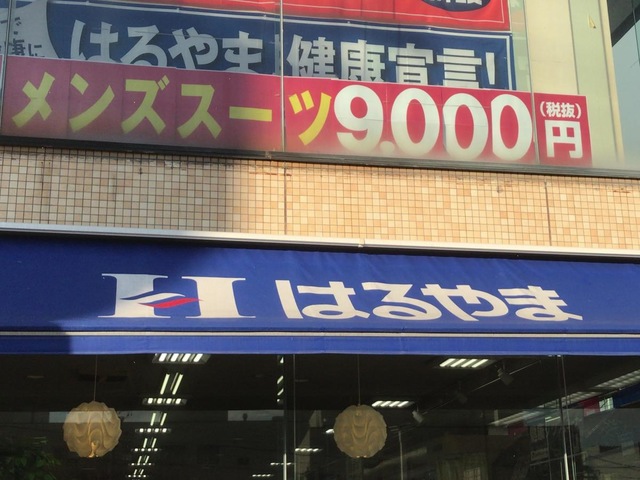 はるやま!健康宣言!
メンズスーツ9,000円
(税抜)
H はるやま